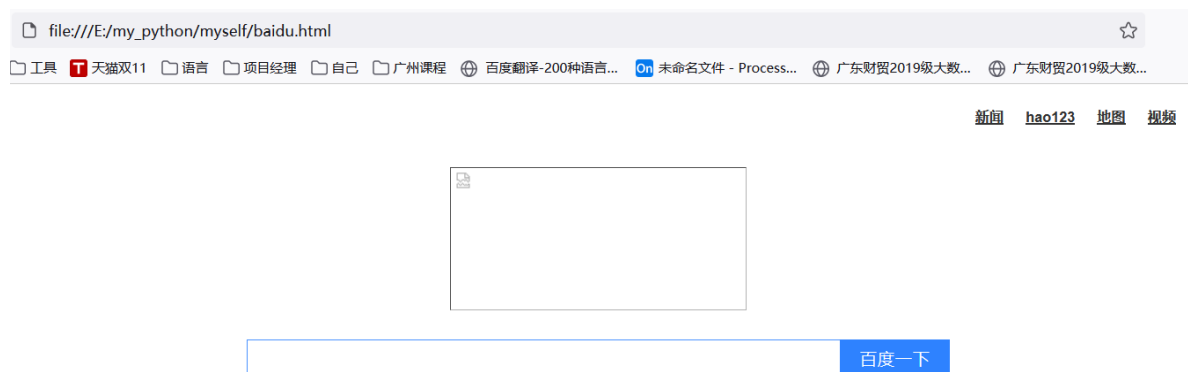 file:///E:/my_python/myself/baidu.html
工具 T 天猫双11 语言 项目经理 自己 广州课程 百度翻译-200种语言... On 未命名文件 - Process... 广东财贸2019级大数... 广东财贸2019级大数...
新闻 hao123 地图 视频
百度一下